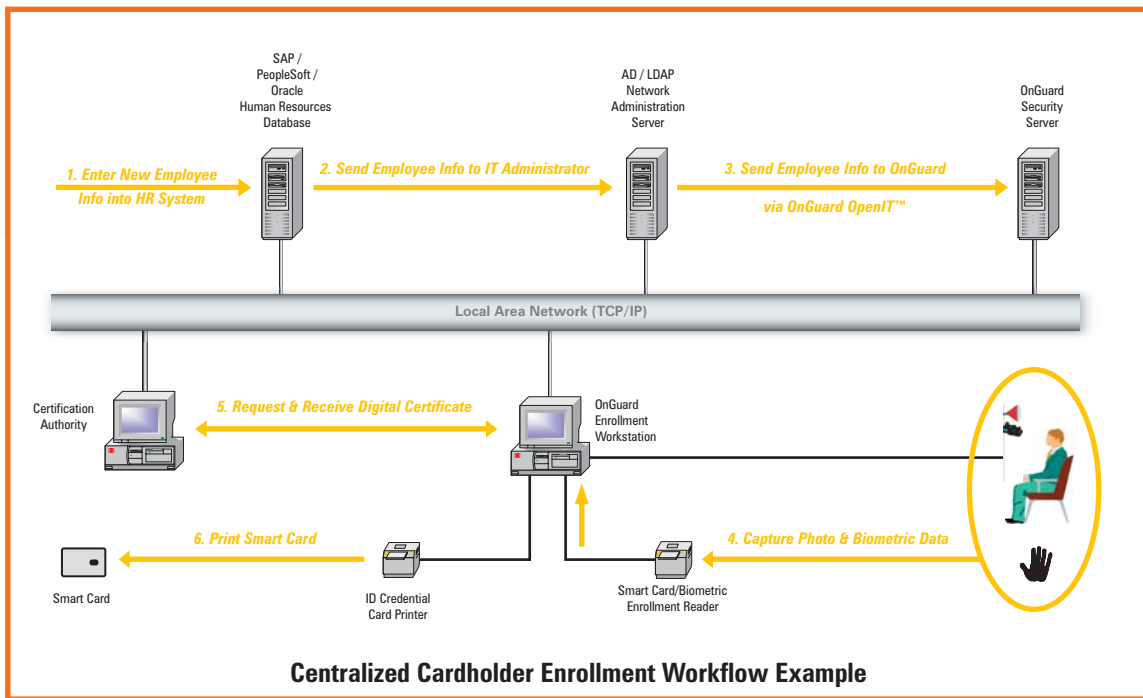 SAP /
PeopleSoft /
Oracle
Human Resources
Database
AD / LDAP
Network
Administration
Server
OnGuard
Security
Server
1. Enter New Employee
Info into HR System
2. Send Employee Info to IT Administrator
3. Send Employee Info to OnGuard
via OnGuard OpenIT™
Local Area Network (TCP/IP)
Certification
Authority
5. Request & Receive Digital Certificate
OnGuard
Enrollment
Workstation
6. Print Smart Card
4. Capture Photo & Biometric Data
Smart Card
ID Credential
Card Printer
Smart Card/Biometric
Enrollment Reader
Centralized Cardholder Enrollment Workflow Example